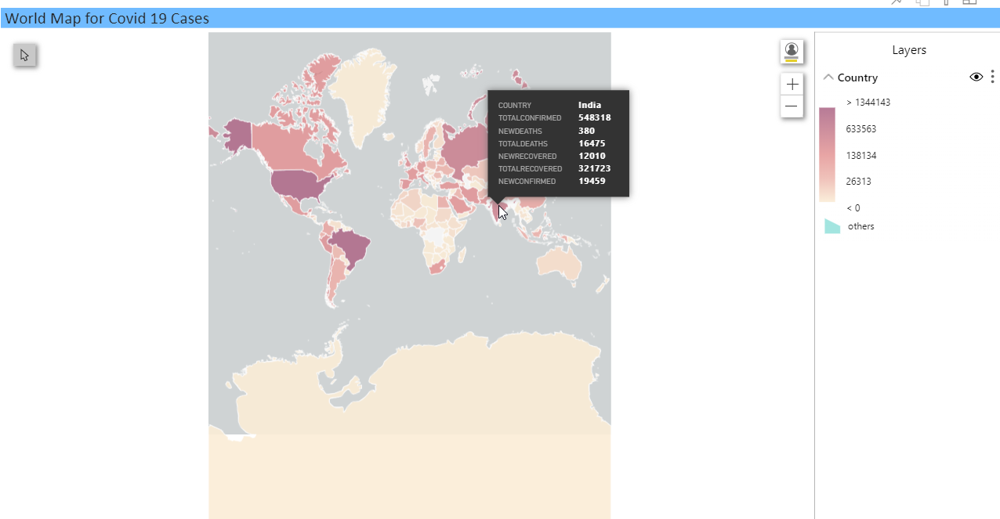 World Map for Covid 19 Cases
COUNTRY India
TOTALCONFIRMED 548318
NEWDEATHS 380
TOTALDEATHS 16475
NEWRECOVERED 12010
TOTALRECOVERED 321723
NEWCONFIRMED 19459
Layers
Country
> 1344143
633563
138134
26313
< 0
others